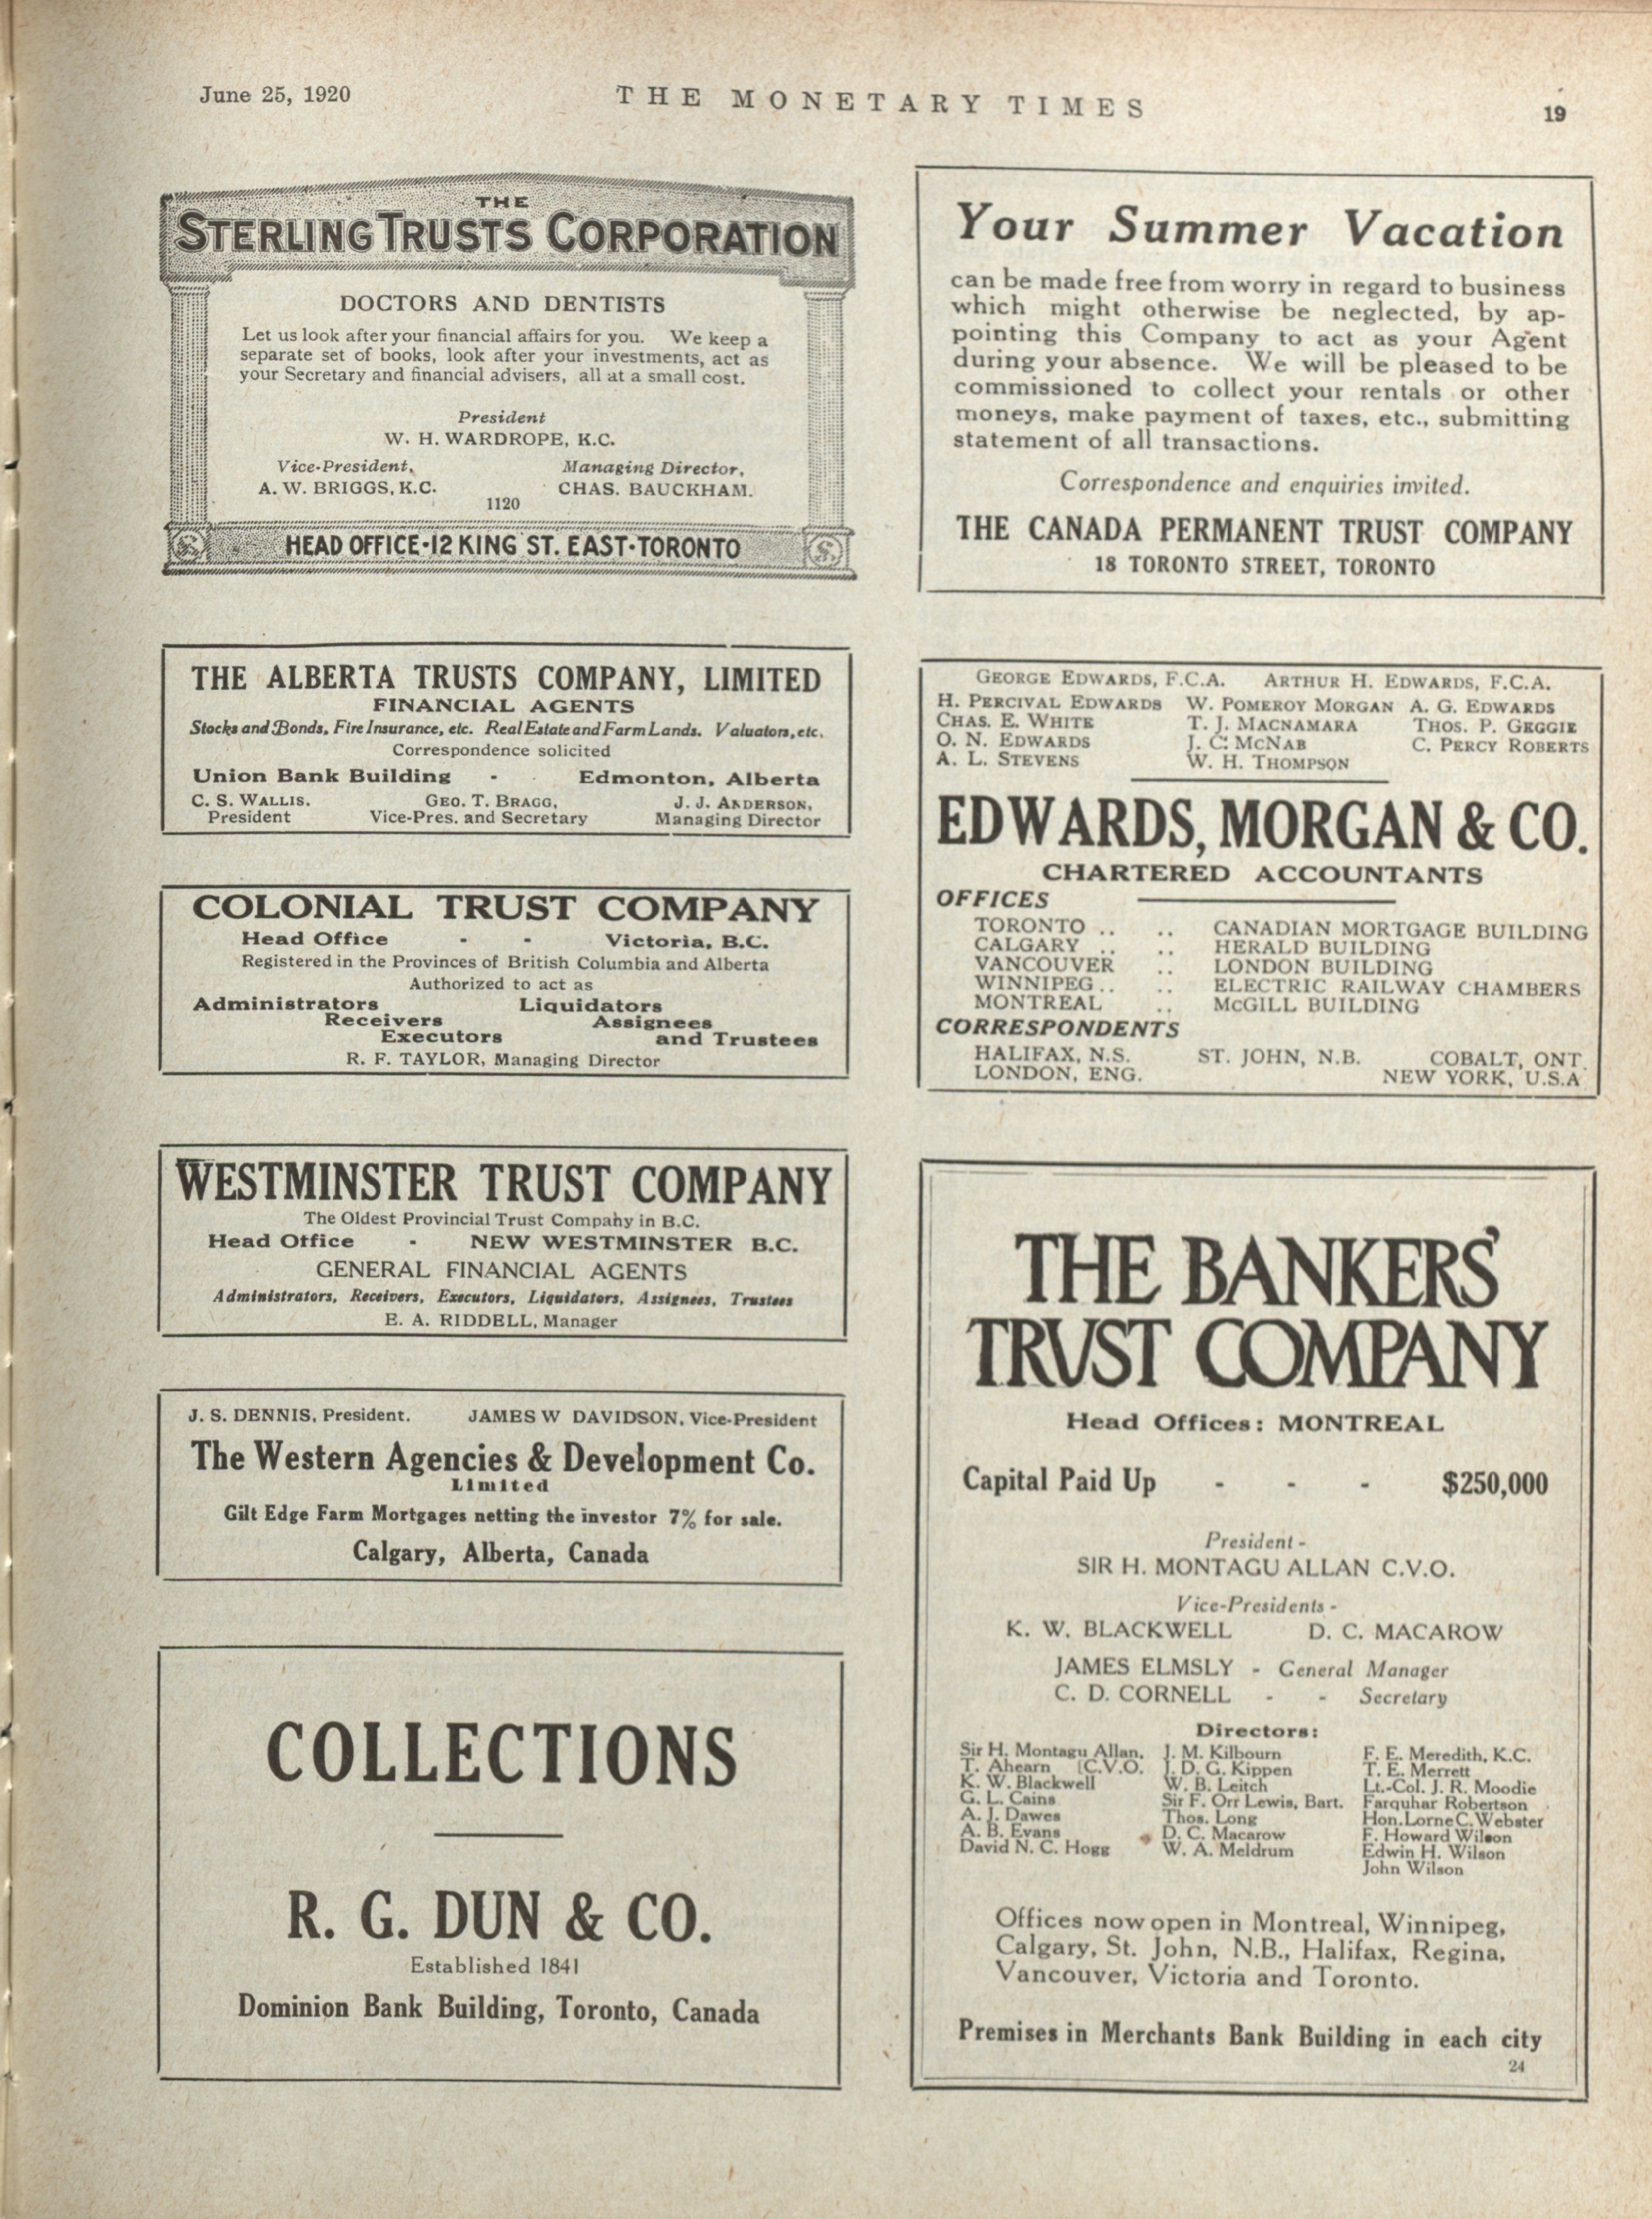 June 25, 1920
THE MONETARY TIMES
19
THE
STERLING TRUSTS CORPORATION
DOCTORS AND DENTISTS
Let us look after your financial affairs for you. We keep a
separate set of books, look after your investments, act as
your Secretary and financial advisers, all at a small cost.
President
W. H. WARDROPE, K.C.
Vice-President, Managing Director,
A. W. BRIGGS, K.C. CHAS. BAUCKHAM.
1120
HEAD OFFICE-12 KING ST. EAST-TORONTO
THE ALBERTA TRUSTS COMPANY, LIMITED
FINANCIAL AGENTS
Stocks and Bonds, Fire Insurance, etc. Real Estate and Farm Lands. Valuators, etc.
Correspondence solicited
Union Bank Building - Edmonton, Alberta
C. S. WALLIS, GEO. T. BRAGG, J. J. ANDERSON,
President Vice-Pres. and Secretary Managing Director
COLONIAL TRUST COMPANY
Head Office - - Victoria, B.C.
Registered in the Provinces of British Columbia and Alberta
Authorized to act as
Administrators Liquidators
Receivers Assignees
Executors and Trustees
R. F. TAYLOR, Managing Director
WESTMINSTER TRUST COMPANY
The Oldest Provincial Trust Company in B.C.
Head Office - NEW WESTMINSTER B.C.
GENERAL FINANCIAL AGENTS
Administrators, Receivers, Executors, Liquidators, Assignees, Trustees
E. A. RIDDELL, Manager
J. S. DENNIS, President. JAMES W DAVIDSON, Vice-President
The Western Agencies & Development Co.
Limited
Gilt Edge Farm Mortgages netting the investor 7% for sale.
Calgary, Alberta, Canada
COLLECTIONS
R. G. DUN & CO.
Established 1841
Dominion Bank Building, Toronto, Canada
Your Summer Vacation
can be made free from worry in regard to business
which might otherwise be neglected, by ap-
pointing this Company to act as your Agent
during your absence. We will be pleased to be
commissioned to collect your rentals or other
moneys, make payment of taxes, etc., submitting
statement of all transactions.
Correspondence and enquiries invited.
THE CANADA PERMANENT TRUST COMPANY
18 TORONTO STREET, TORONTO
GEORGE EDWARDS, F.C.A. ARTHUR H. EDWARDS, F.C.A.
H. PERCIVAL EDWARDS W. POMEROY MORGAN A. G. EDWARDS
CHAS. E. WHITE T. J. MACNAMARA THOS. P. GEGGIE
O. N. EDWARDS J. C. MCNAB C. PERCY ROBERTS
A. L. STEVENS W. H. THOMPSON
EDWARDS, MORGAN & CO.
CHARTERED ACCOUNTANTS
OFFICES
TORONTO .. .. CANADIAN MORTGAGE BUILDING
CALGARY .. .. HERALD BUILDING
VANCOUVER .. LONDON BUILDING
WINNIPEG .. .. ELECTRIC RAILWAY CHAMBERS
MONTREAL .. McGILL BUILDING
CORRESPONDENTS
HALIFAX, N.S. ST. JOHN, N.B. COBALT, ONT.
LONDON, ENG. NEW YORK, U.S.A
THE BANKERS'
TRUST COMPANY
Head Offices: MONTREAL
Capital Paid Up - - - $250,000
President -
SIR H. MONTAGU ALLAN C.V.O.
Vice-Presidents -
K. W. BLACKWELL D. C. MACAROW
JAMES ELMSLY - General Manager
C. D. CORNELL - - Secretary
Directors:
Sir H. Montagu Allan, J. M. Kilbourn F. E. Meredith, K.C.
T. Ahearn [C.V.O. J. D. G. Kippen T. E. Merrett
K. W. Blackwell W. B. Leitch Lt.-Col. J. R. Moodie
G. L. Cains Sir F. Orr Lewis, Bart. Farquhar Robertson
A. J. Dawes Thos. Long Hon. Lorne C. Webster
A. B. Evans D. C. Macarow F. Howard Wilson
David N. C. Hogg W. A. Meldrum Edwin H. Wilson
John Wilson
Offices now open in Montreal, Winnipeg,
Calgary, St. John, N.B., Halifax, Regina,
Vancouver, Victoria and Toronto.
Premises in Merchants Bank Building in each city
24